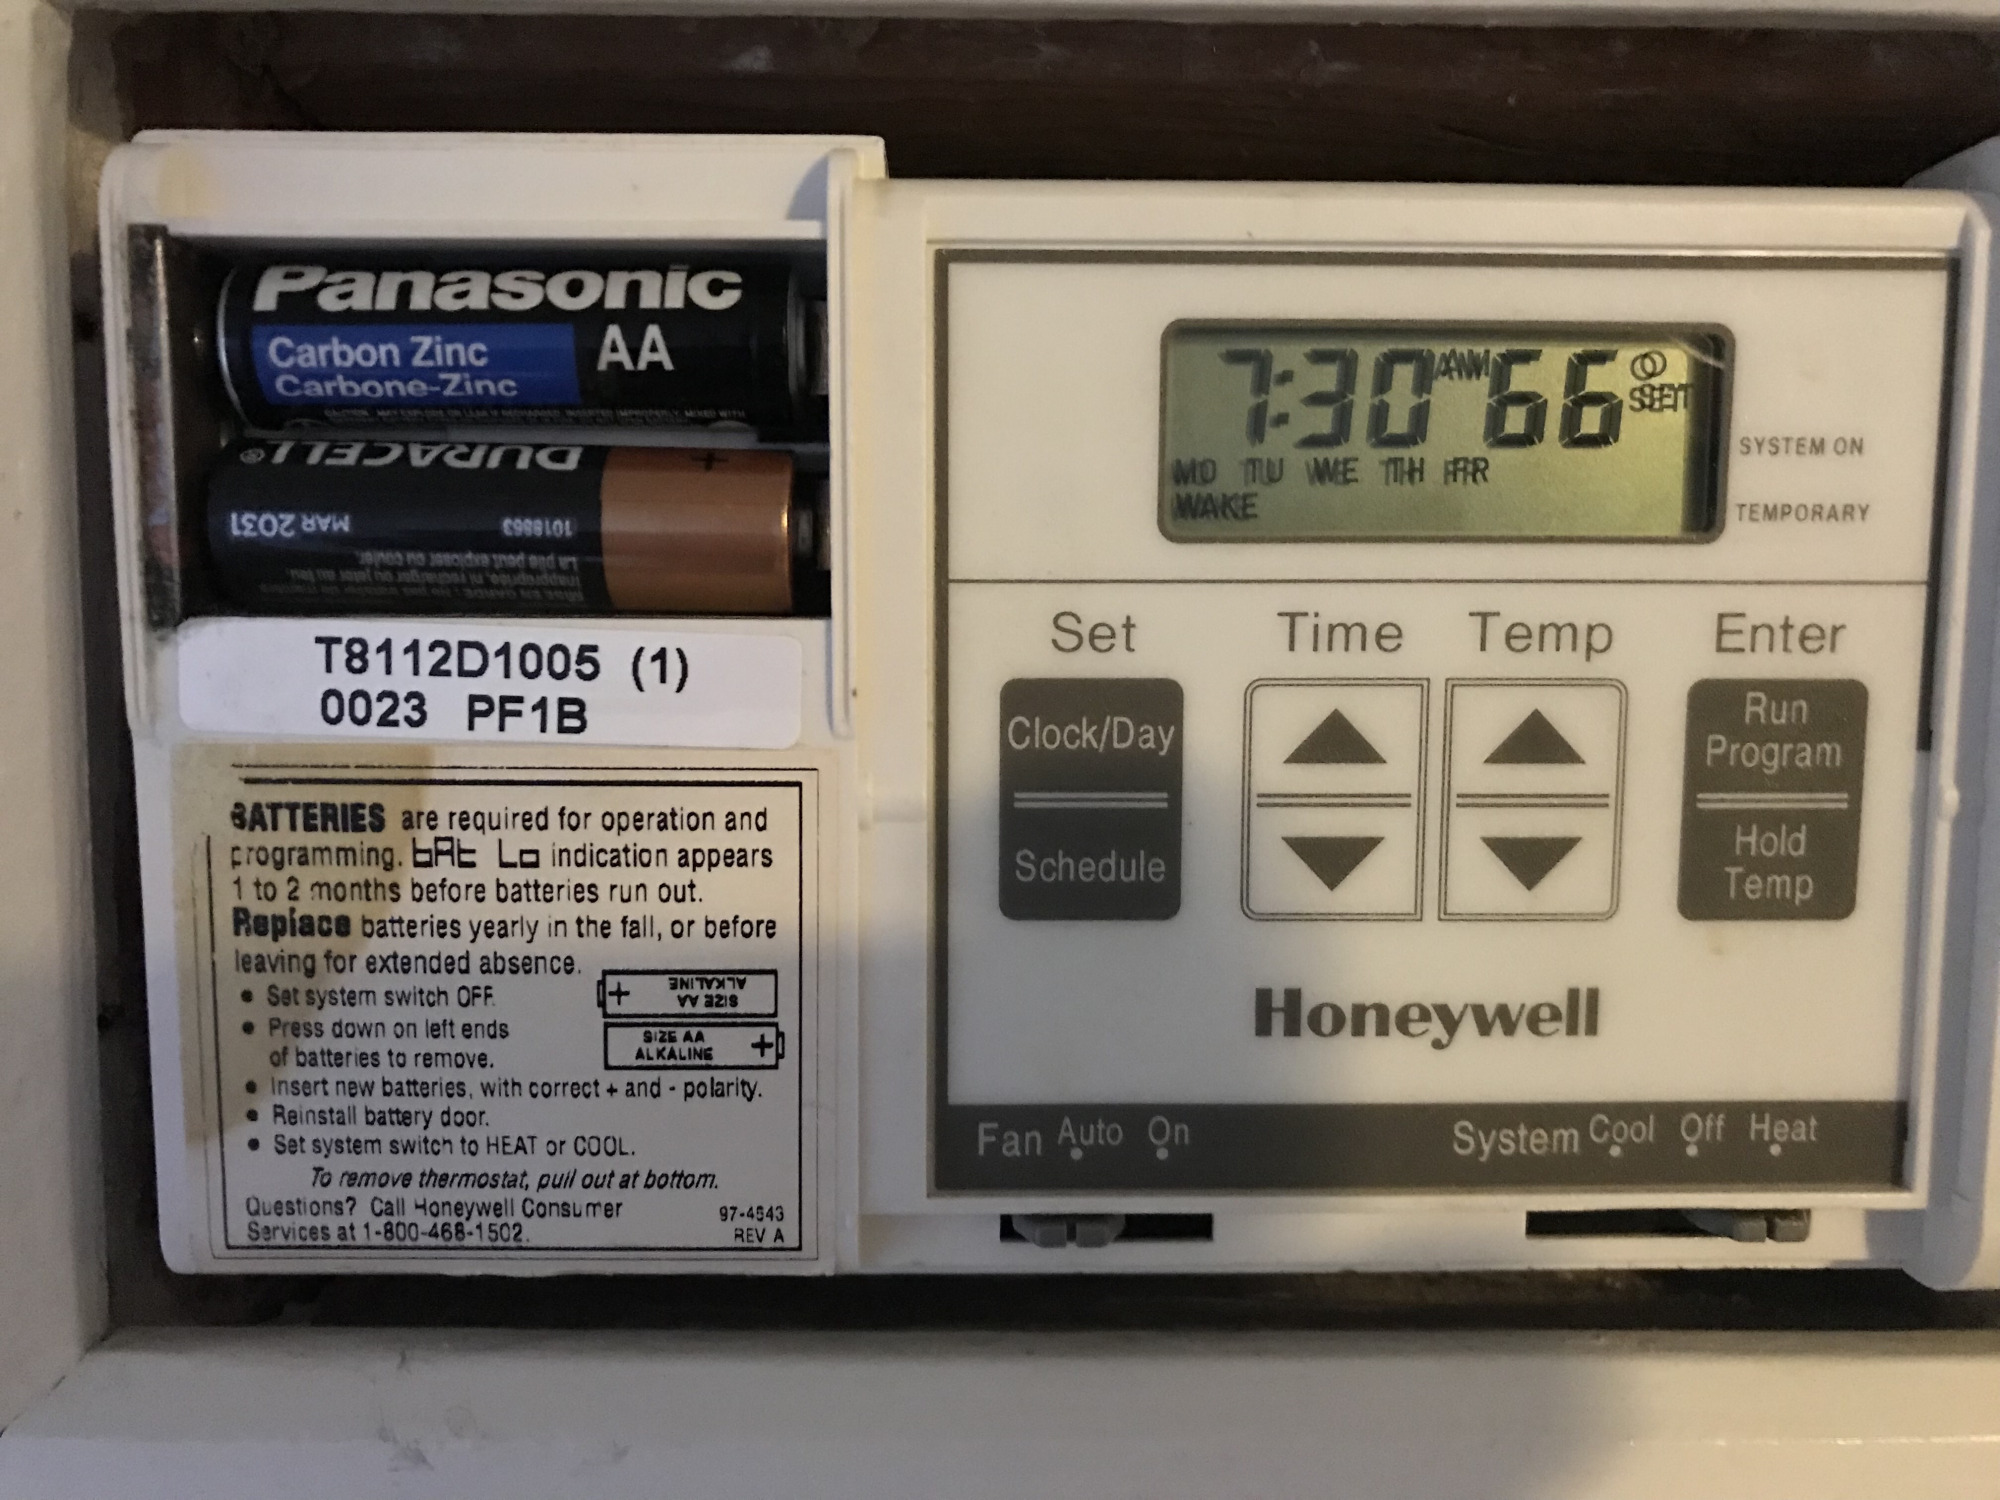 Panasonic
Carbon Zinc AA
Carbone-Zinc
DURACELL®
MAR 2031
1018663
La pile peut exploser ou couler.
T8112D1005 (1)
0023 PF1B
BATTERIES are required for operation and
programming. bAt Lo indication appears
1 to 2 months before batteries run out.
Replace batteries yearly in the fall, or before
leaving for extended absence.
• Set system switch OFF.
• Press down on left ends
of batteries to remove.
• Insert new batteries, with correct + and - polarity.
• Reinstall battery door.
• Set system switch to HEAT or COOL.
To remove thermostat, pull out at bottom.
Questions? Call Honeywell Consumer
Services at 1-800-468-1502.
97-4543
REV A
+ SIZE AA
ALKALINE
SIZE AA
ALKALINE +
7:30 AM 66 SET
MO TU WE TH FR
WAKE
SYSTEM ON
TEMPORARY
Set Time Temp Enter
Clock/Day
Schedule
Run
Program
Hold
Temp
Honeywell
Fan Auto On
System Cool Off Heat